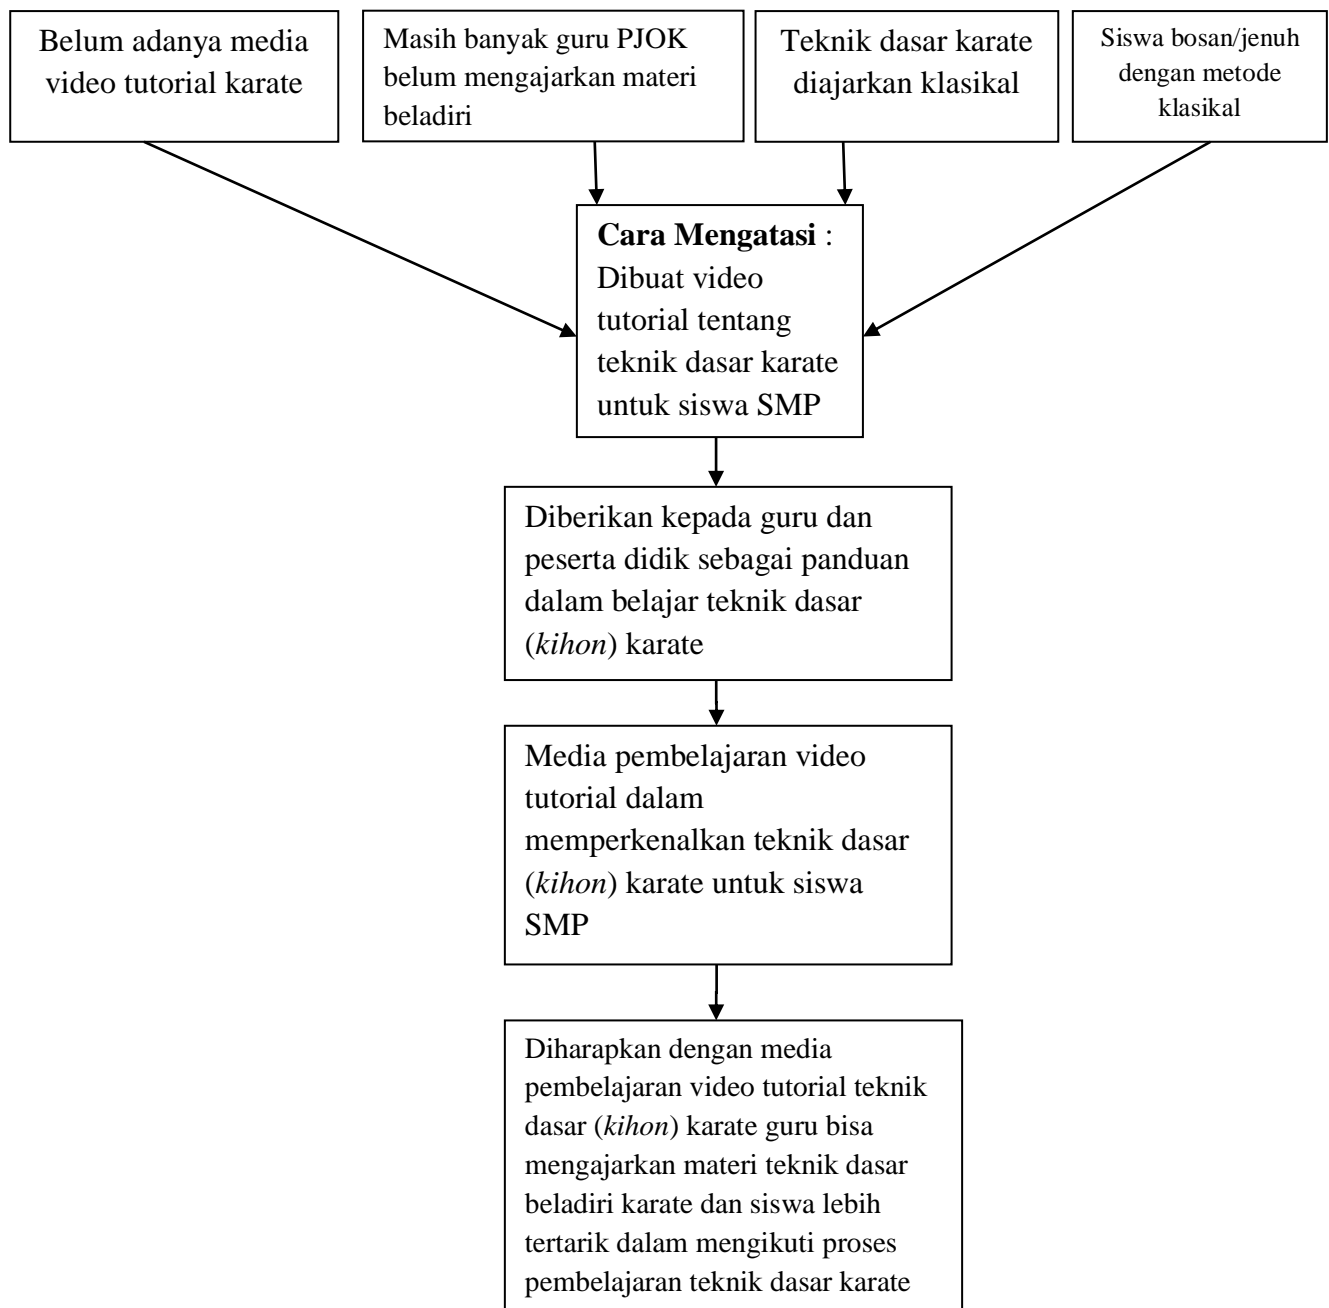 Belum adanya media
video tutorial karate
Masih banyak guru PJOK
belum mengajarkan materi
beladiri
Teknik dasar karate
diajarkan klasikal
Siswa bosan/jenuh
dengan metode
klasikal
Cara Mengatasi :
Dibuat video
tutorial tentang
teknik dasar karate
untuk siswa SMP
Diberikan kepada guru dan
peserta didik sebagai panduan
dalam belajar teknik dasar
(kihon) karate
Media pembelajaran video
tutorial dalam
memperkenalkan teknik dasar
(kihon) karate untuk siswa
SMP
Diharapkan dengan media
pembelajaran video tutorial teknik
dasar (kihon) karate guru bisa
mengajarkan materi teknik dasar
beladiri karate dan siswa lebih
tertarik dalam mengikuti proses
pembelajaran teknik dasar karate